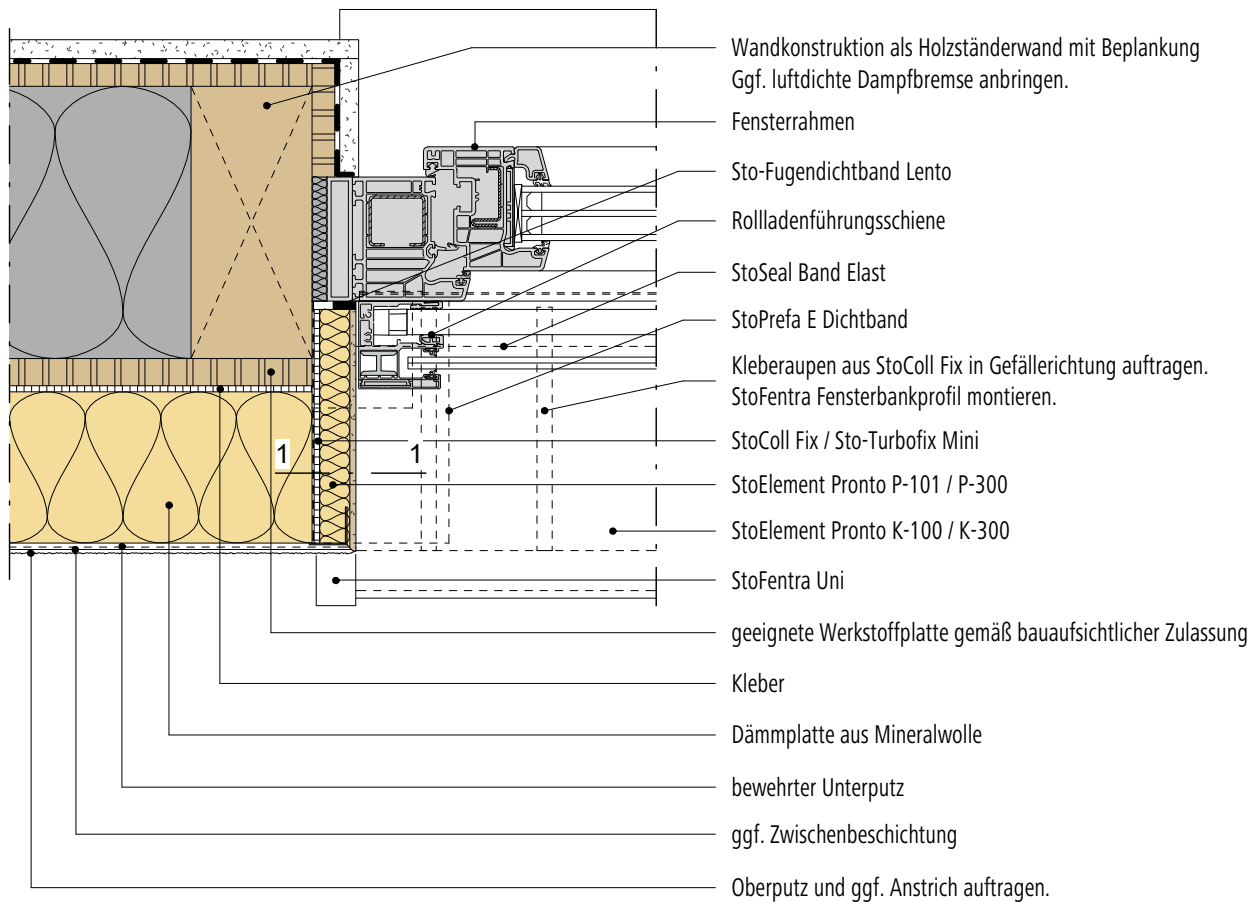 Wandkonstruktion als Holzständerwand mit Beplankung
Ggf. luftdichte Dampfbremse anbringen.
Fensterrahmen
Sto-Fugendichtband Lento
Rollladenführungsschiene
StoSeal Band Elast
StoPrefa E Dichtband
Kleberaupen aus StoColl Fix in Gefällerichtung auftragen.
StoFentra Fensterbankprofil montieren.
StoColl Fix / Sto-Turbofix Mini
1 1
StoElement Pronto P-101 / P-300
StoElement Pronto K-100 / K-300
StoFentra Uni
geeignete Werkstoffplatte gemäß bauaufsichtlicher Zulassung
Kleber
Dämmplatte aus Mineralwolle
bewehrter Unterputz
ggf. Zwischenbeschichtung
Oberputz und ggf. Anstrich auftragen.